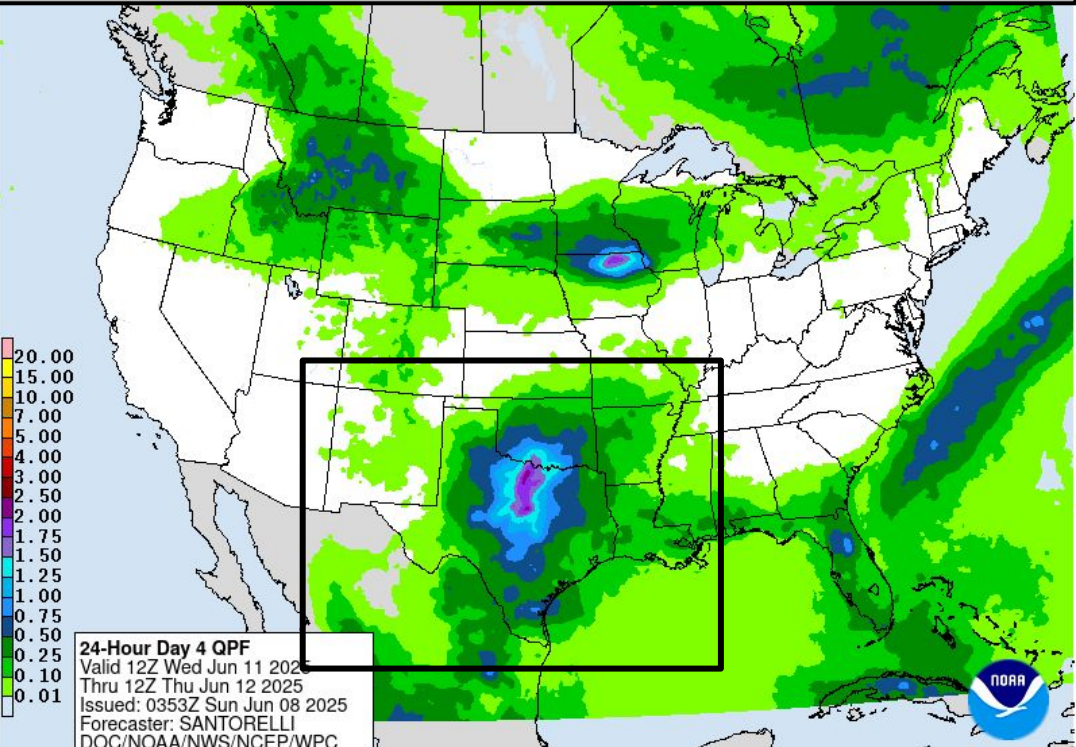 20.00
15.00
10.00
7.00
5.00
4.00
3.00
2.50
2.00
1.75
1.50
1.25
1.00
0.75
0.50
0.25
0.10
0.01
24-Hour Day 4 QPF
Valid 12Z Wed Jun 11 2025
Thru 12Z Thu Jun 12 2025
Issued: 0353Z Sun Jun 08 2025
Forecaster: SANTORELLI
DOC/NOAA/NWS/NCEP/WPC
NOAA